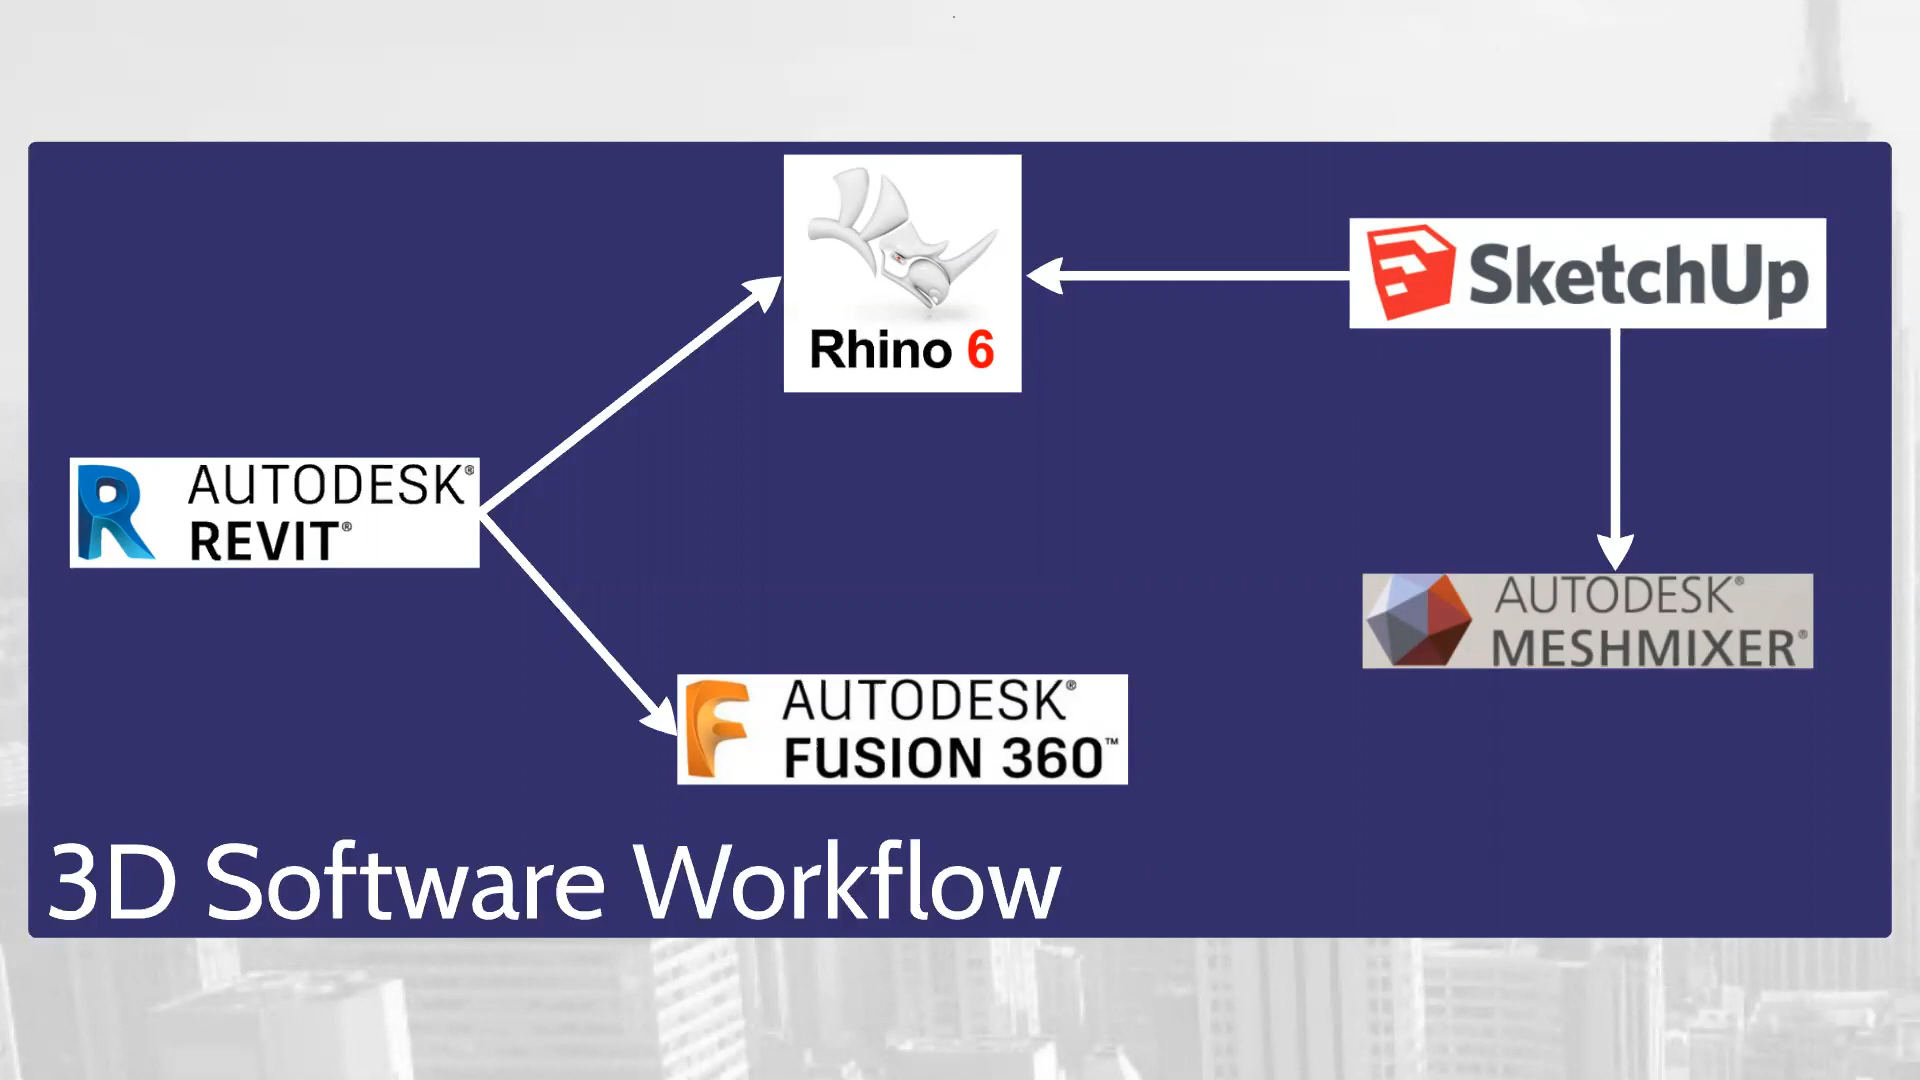 Rhino 6
SketchUp
AUTODESK®
REVIT®
AUTODESK®
MESHMIXER®
AUTODESK®
FUSION 360™
3D Software Workflow